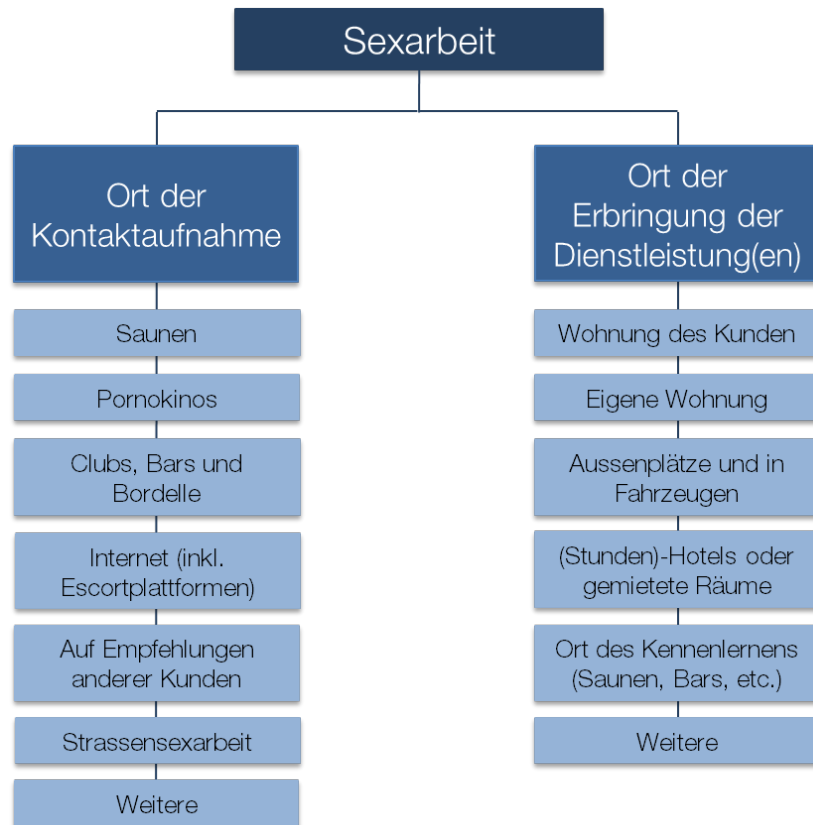 Sexarbeit
Ort der
Kontaktaufnahme
Saunen
Pornokinos
Clubs, Bars und
Bordelle
Internet (inkl.
Escortplattformen)
Auf Empfehlungen
anderer Kunden
Strassensexarbeit
Weitere
Ort der
Erbringung der
Dienstleistung(en)
Wohnung des Kunden
Eigene Wohnung
Aussenplätze und in
Fahrzeugen
(Stunden)-Hotels oder
gemietete Räume
Ort des Kennenlernens
(Saunen, Bars, etc.)
Weitere